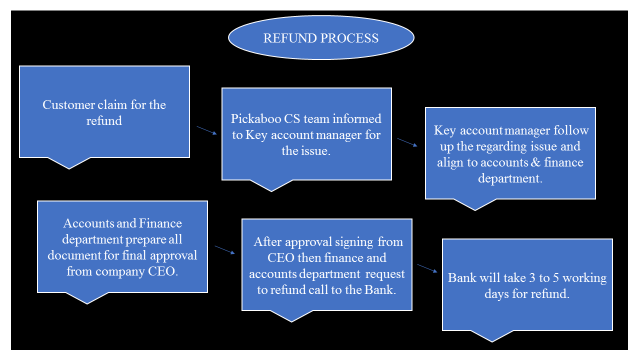 REFUND PROCESS
Customer claim for the
refund
Pickaboo CS team informed
to Key account manager for
the issue.
Key account manager follow
up the regarding issue and
align to accounts & finance
department.
Accounts and Finance
department prepare all
document for final approval
from company CEO.
After approval signing from
CEO then finance and
accounts department request
to refund call to the Bank.
Bank will take 3 to 5 working
days for refund.